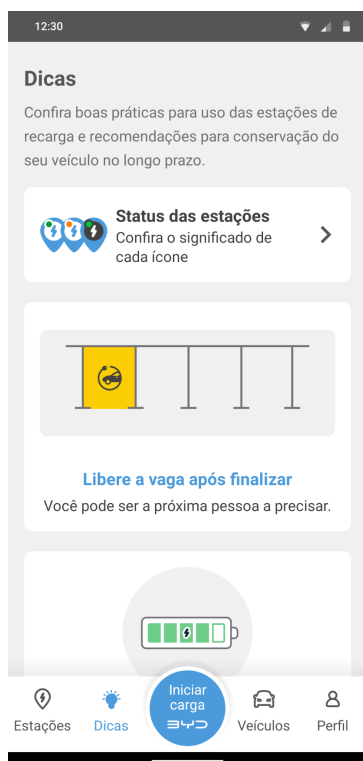 12:30
Dicas
Confira boas práticas para uso das estações de
recarga e recomendações para conservação do
seu veículo no longo prazo.
Status das estações
Confira o significado de
cada ícone
Libere a vaga após finalizar
Você pode ser a próxima pessoa a precisar.
Iniciar
carga
BYD
Estações
Dicas
Veículos
Perfil